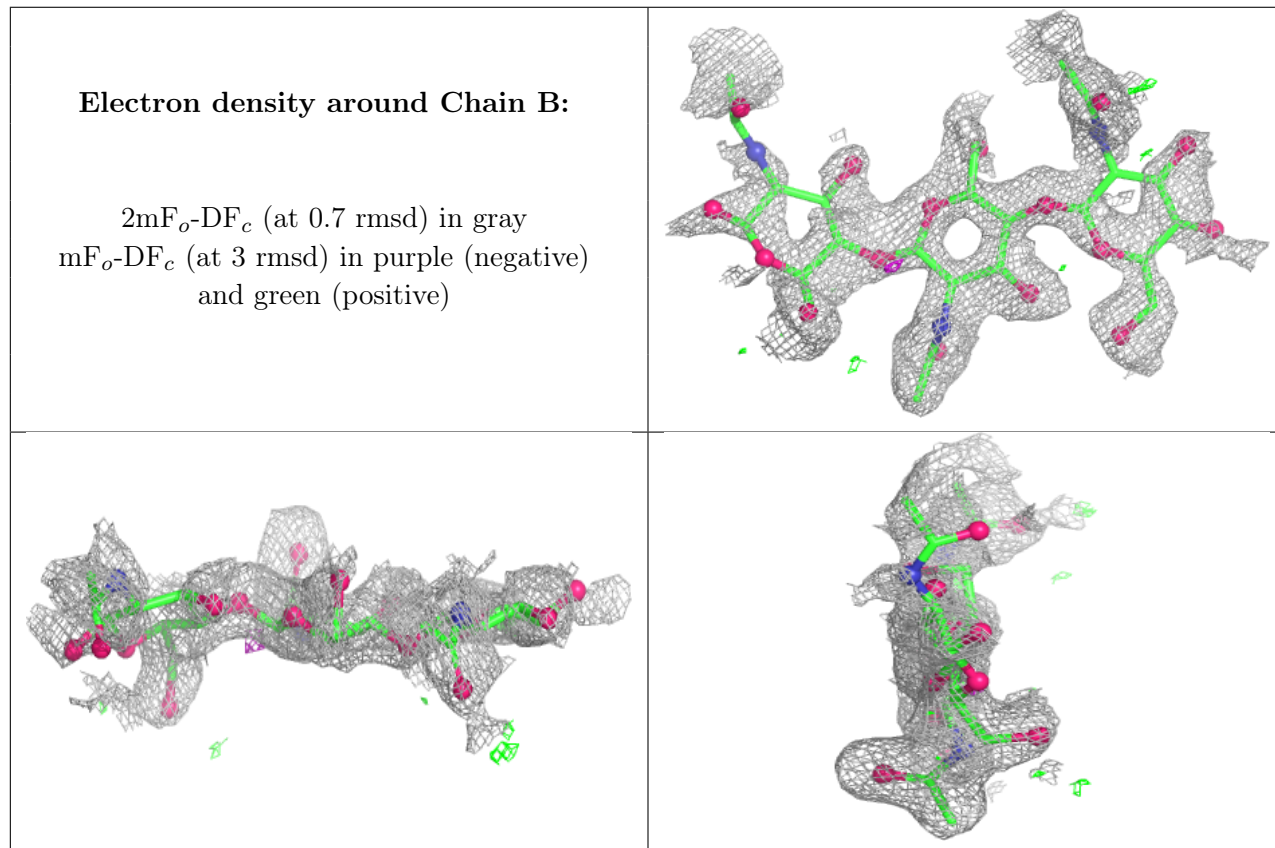 Electron density around Chain B:
2mFo-DFc (at 0.7 rmsd) in gray
mFo-DFc (at 3 rmsd) in purple (negative)
and green (positive)